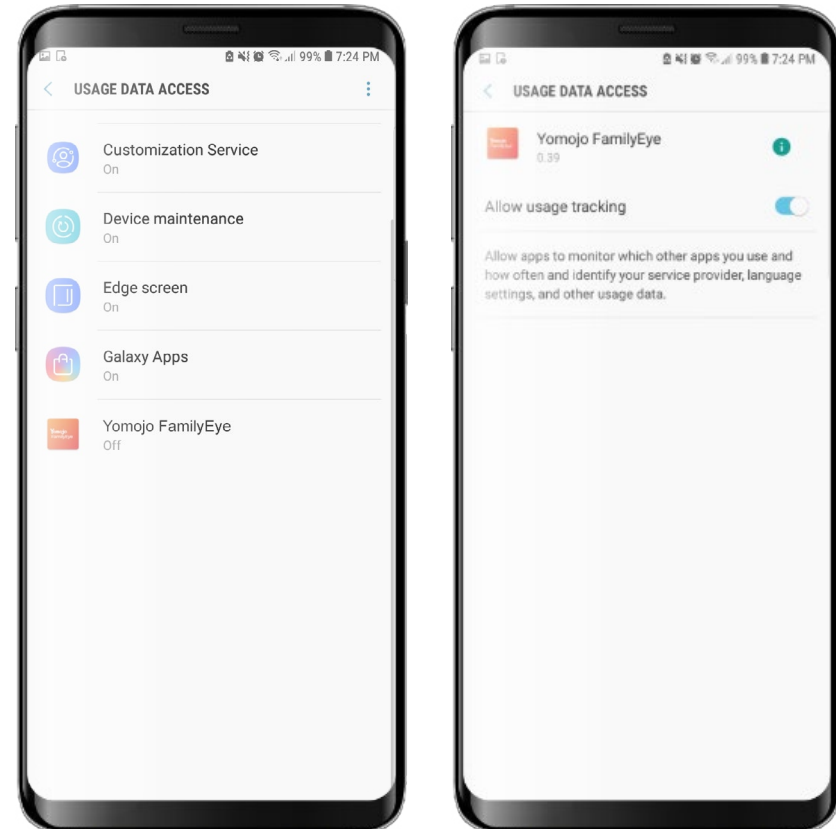 99% 7:24 PM
USAGE DATA ACCESS
Customization Service
On
Device maintenance
On
Edge screen
On
Galaxy Apps
On
Yomojo FamilyEye
Off
99% 7:24 PM
USAGE DATA ACCESS
Yomojo FamilyEye
0.39
Allow usage tracking
Allow apps to monitor which other apps you use and
how often and identify your service provider, language
settings, and other usage data.